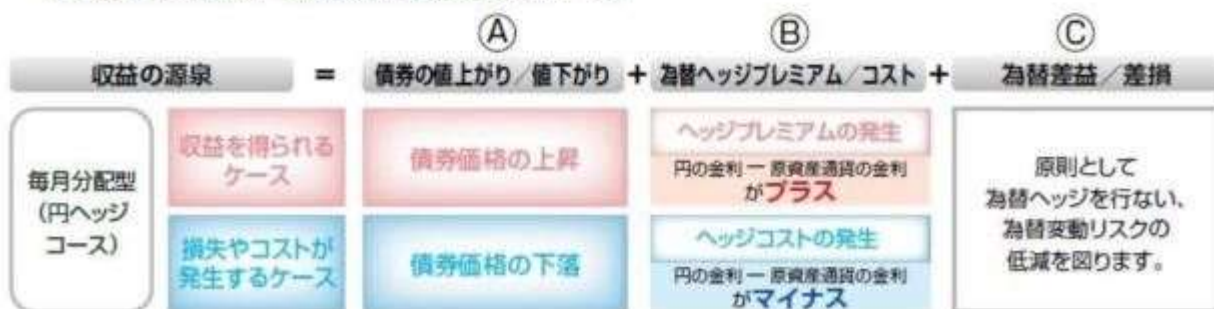 Ⓐ Ⓑ Ⓒ
収益の源泉 = 債券の値上がり/値下がり + 為替ヘッジプレミアム/コスト + 為替差益/差損
毎月分配型
(円ヘッジ
コース)
収益を得られる
ケース
債券価格の上昇
ヘッジプレミアムの発生
円の金利 ー 原資産通貨の金利
がプラス
損失やコストが
発生するケース
債券価格の下落
ヘッジコストの発生
円の金利 ー 原資産通貨の金利
がマイナス
原則として
為替ヘッジを行ない、
為替変動リスクの
低減を図ります。